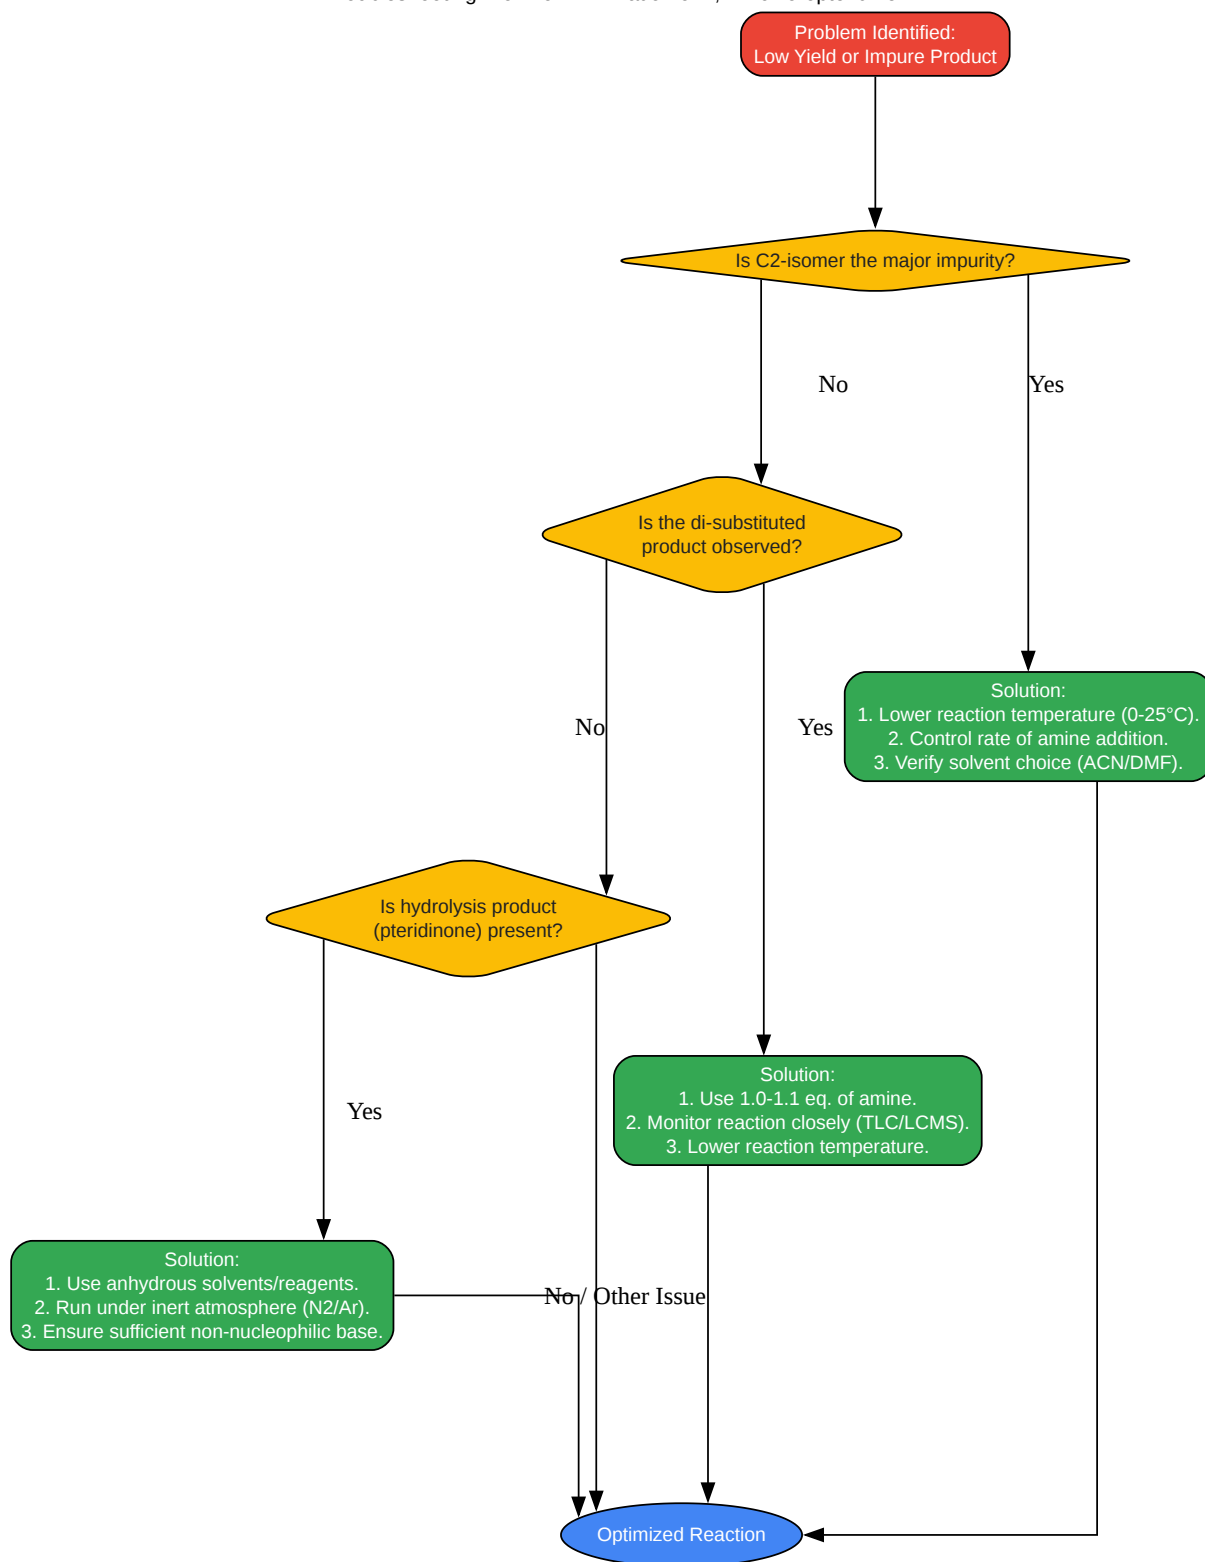 Problem Identified:
Low Yield or Impure Product
Is C2-isomer the major impurity?
No
Yes
Is the di-substituted
product observed?
No
Yes
Solution:
1. Lower reaction temperature (0-25°C).
2. Control rate of amine addition.
3. Verify solvent choice (ACN/DMF).
Is hydrolysis product
(pteridinone) present?
Solution:
1. Use 1.0-1.1 eq. of amine.
2. Monitor reaction closely (TLC/LCMS).
3. Lower reaction temperature.
Yes
Solution:
1. Use anhydrous solvents/reagents.
2. Run under inert atmosphere (N2/Ar).
3. Ensure sufficient non-nucleophilic base.
No / Other Issue
Optimized Reaction